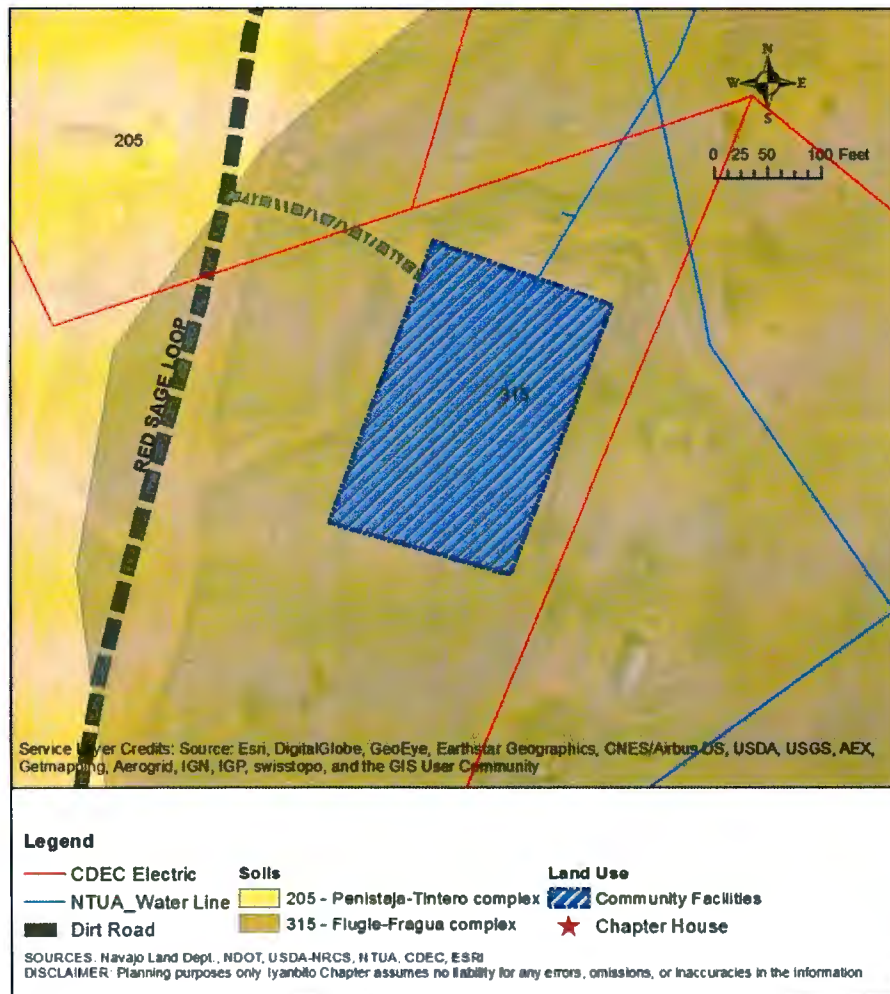 205
N
W E
S
0 25 50 100 Feet
RED SAGE LOOP
315
Service Layer Credits: Source: Esri, DigitalGlobe, GeoEye, Earthstar Geographics, CNES/Airbus DS, USDA, USGS, AEX,
Getmapping, Aerogrid, IGN, IGP, swisstopo, and the GIS User Community
Legend
CDEC Electric
NTUA_Water Line
Dirt Road
Soils
205 - Penistaja-Tintero complex
315 - Flugle-Fragua complex
Land Use
Community Facilities
Chapter House
SOURCES: Navajo Land Dept., NDOT, USDA-NRCS, NTUA, CDEC, ESRI
DISCLAIMER: Planning purposes only Iyanbito Chapter assumes no liability for any errors, omissions, or inaccuracies in the information